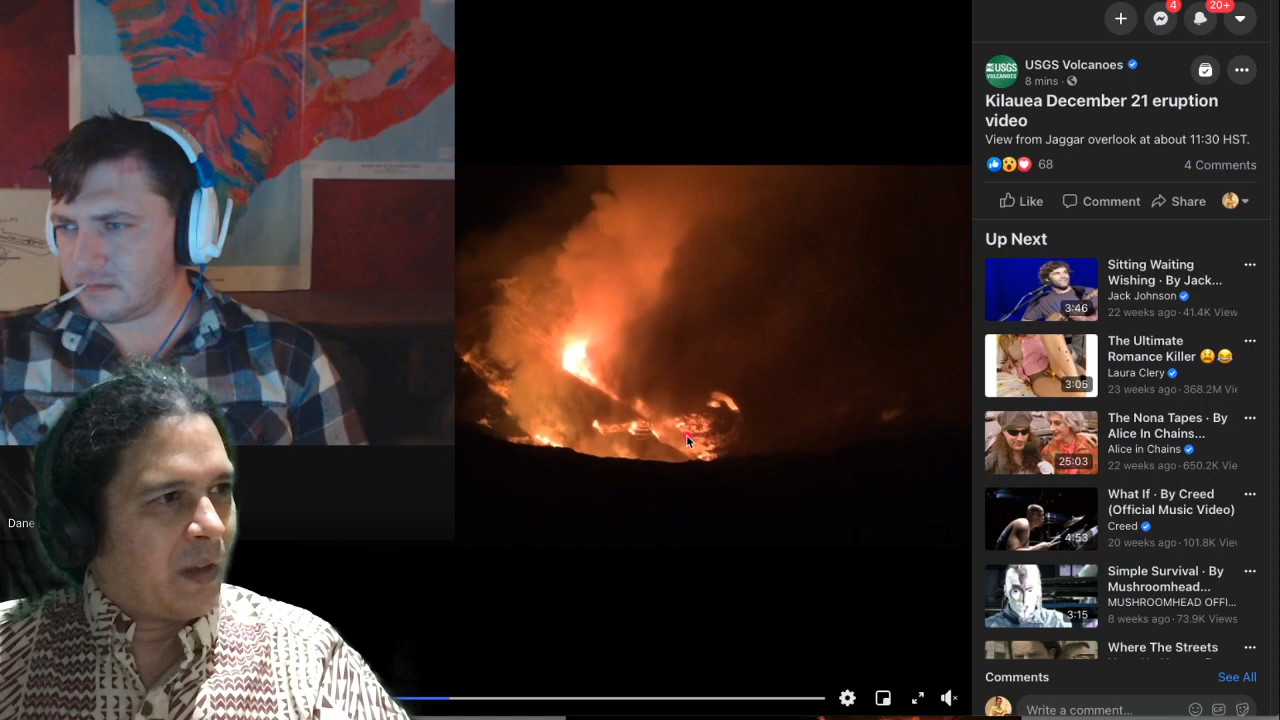 4
20+
USGS
VOLCANOES
USGS Volcanoes
8 mins ·
Kilauea December 21 eruption
video
View from Jaggar overlook at about 11:30 HST.
68
4 Comments
Like
Comment
Share
Up Next
Sitting Waiting
Wishing · By Jack...
Jack Johnson
22 weeks ago · 41.4K View
3:46
The Ultimate
Romance Killer 😫😂
Laura Clery
23 weeks ago · 368.2M Vi
3:05
The Nona Tapes · By
Alice In Chains...
Alice in Chains
22 weeks ago · 650.2K Vie
25:03
What If · By Creed
(Official Music Video)
Creed
20 weeks ago · 101.8K Vie
4:53
Simple Survival · By
Mushroomhead...
MUSHROOMHEAD OFFI...
8 weeks ago · 73.9K Views
3:15
Where The Streets
Comments
See All
Write a comment...
GIF
Dane